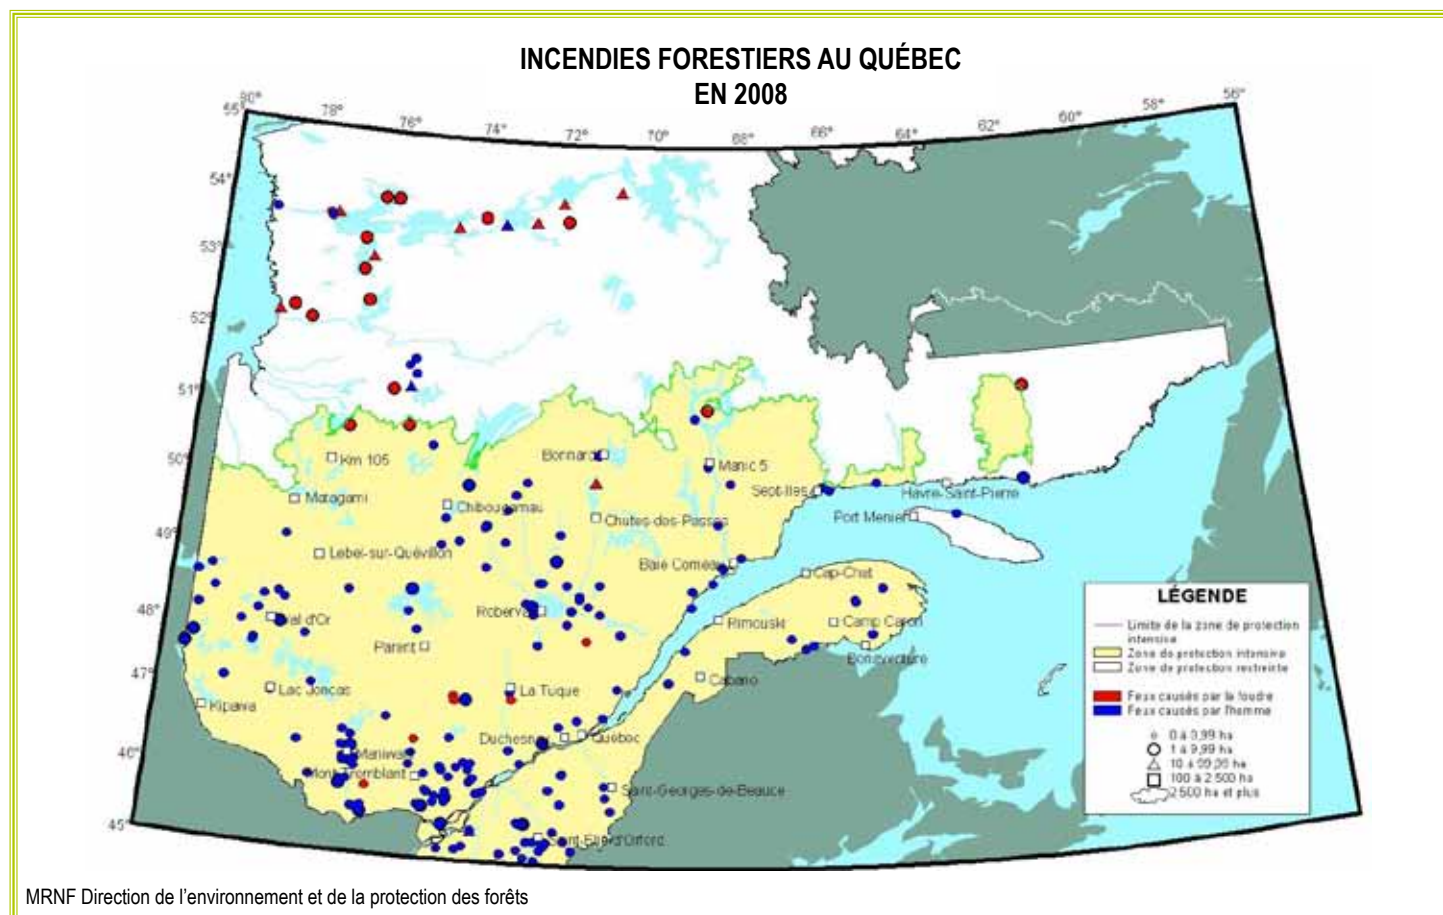 INCENDIES FORESTIERS AU QUÉBEC
EN 2008
55° 80° 78° 76° 74° 72° 70° 68° 66° 64° 62° 60° 58° 56°
54°
53°
52°
51°
50°
49°
48°
47°
46°
45°
Km 105
Bonnard
Manic 5
Matagami
Chibougamau
Sept-Iles
Havre-Saint-Pierre
Chutes-des-Passes
Port Menier
Lebel-sur-Quévillon
Baie Comeau
Cap-Chat
Val d'Or
Roberval
Rimouski
Camp Caron
Parent
Bonaventure
Lac Joncas
La Tuque
Cabano
Kipawa
Duchesnay
Québec
Maniwaki
Mont-Tremblant
Saint-Georges-de-Beauce
Saint-Élie-d'Orford
LÉGENDE
Limite de la zone de protection
intensive
Zone de protection intensive
Zone de protection restreinte
Feux causés par la foudre
Feux causés par l'homme
0 à 0,99 ha
1 à 9,99 ha
10 à 99,99 ha
100 à 2 500 ha
2 500 ha et plus
MRNF Direction de l'environnement et de la protection des forêts